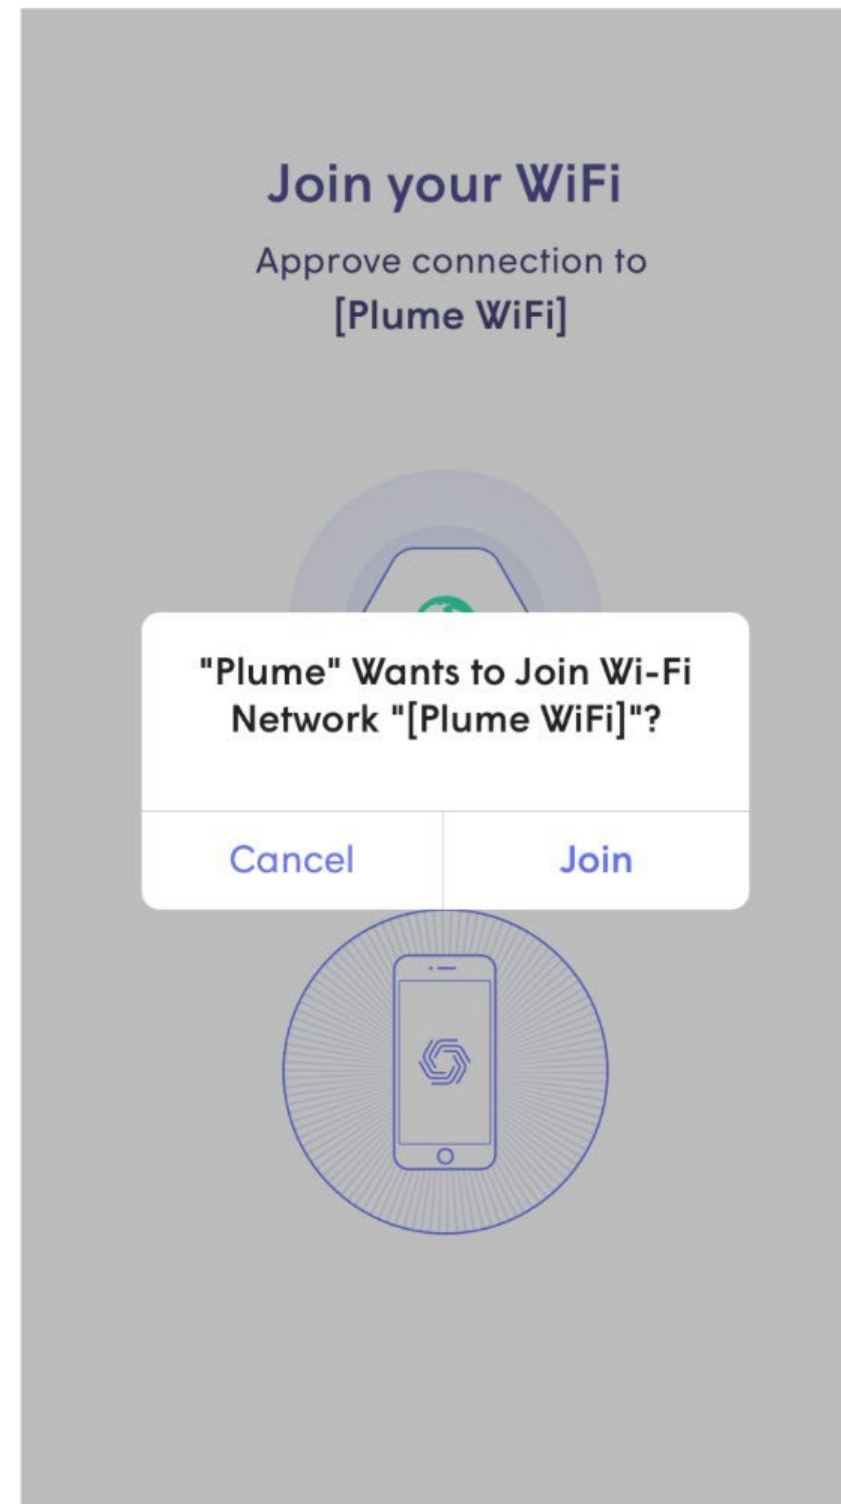 Join your WiFi
Approve connection to
[Plume WiFi]
"Plume" Wants to Join Wi-Fi
Network "[Plume WiFi]"?
Cancel
Join